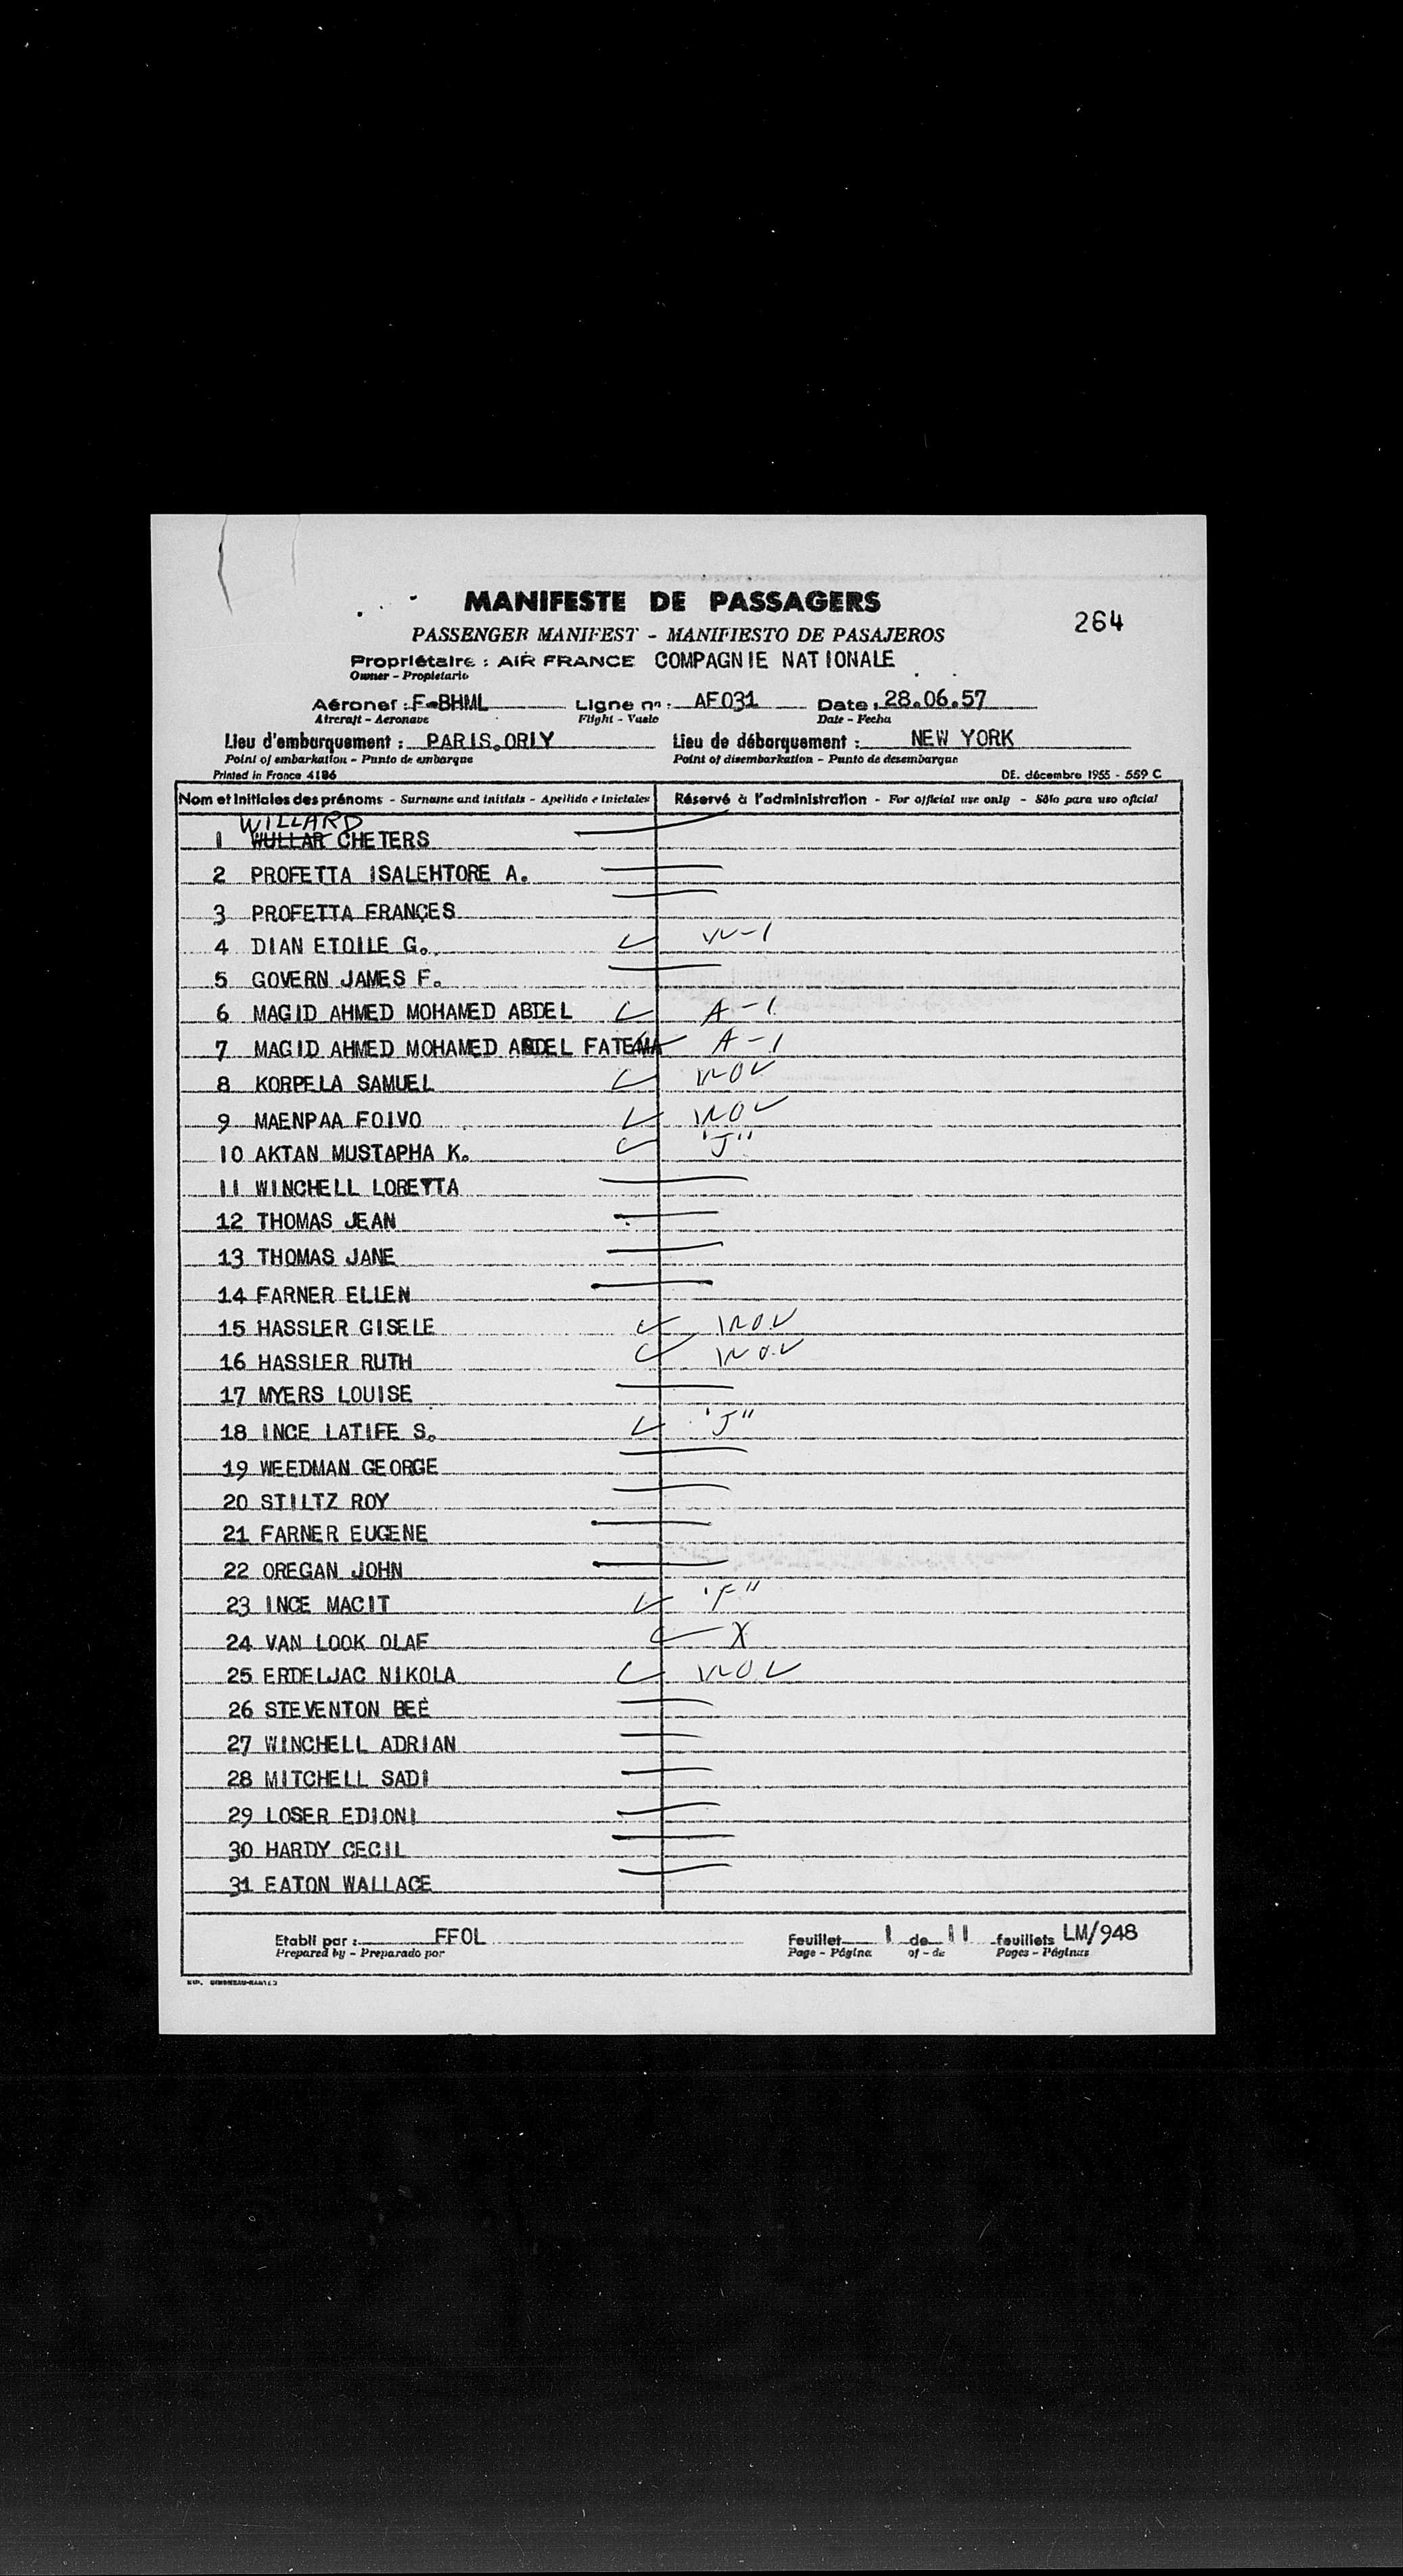 MANIFESTE DE PASSAGERS
264
PASSENGER MANIFEST - MANIFIESTO DE PASAJEROS
Propriétaire : AIR FRANCE COMPAGNIE NATIONALE
Owner - Propietario
Aéronef : F-BHML Ligne nº : AF031 Date : 28.06.57
Aircraft - Aeronave Flight - Vuelo Date - Fecha
Lieu d'embarquement : PARIS.ORLY Lieu de débarquement : NEW YORK
Point of embarkation - Punto de embarque Point of disembarkation - Punto de desembarque
Printed in France 4186 DE. décembre 1955 - 559 C
Nom et Initiales des prénoms - Surname and initials - Apellido e iniciales Réservé à l'administration - For official use only - Sólo para uso oficial
WILLARD
1 WULLAR CHETERS
2 PROFETTA ISALEHTORE A.
3 PROFETTA FRANCES
4 DIAN ETOILE G.
5 GOVERN JAMES F.
6 MAGID AHMED MOHAMED ABDEL A-1
7 MAGID AHMED MOHAMED ABDEL FATEMA A-1
8 KORPELA SAMUEL
9 MAENPAA FOIVO
10 AKTAN MUSTAPHA K. "J"
11 WINCHELL LORETTA
12 THOMAS JEAN
13 THOMAS JANE
14 FARNER ELLEN
15 HASSLER GISELE
16 HASSLER RUTH
17 MYERS LOUISE
18 INCE LATIFE S. "J"
19 WEEDMAN GEORGE
20 STILTZ ROY
21 FARNER EUGENE
22 OREGAN JOHN
23 INCE MACIT "F"
24 VAN LOOK OLAF X
25 ERDELJAC NIKOLA
26 STEVENTON BEE
27 WINCHELL ADRIAN
28 MITCHELL SADI
29 LOSER EDIONI
30 HARDY CECIL
31 EATON WALLACE
Etabli par : FFOL Feuillet 1 de 11 feuillets LM/948
Prepared by - Preparado por Page - Página of - de Pages - Páginas